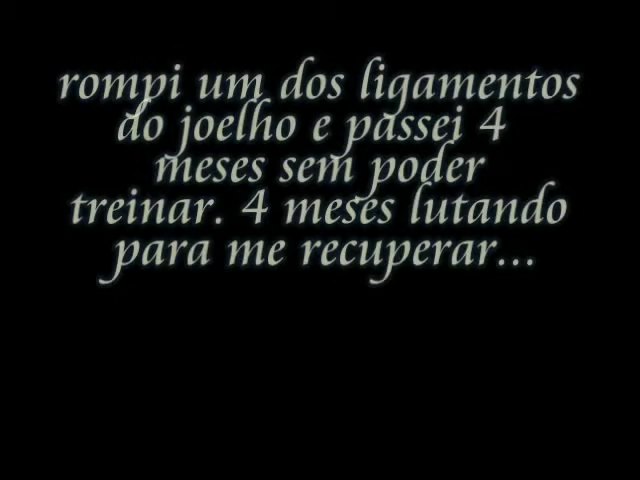 rompi um dos ligamentos
do joelho e passei 4
meses sem poder
treinar. 4 meses lutando
para me recuperar...